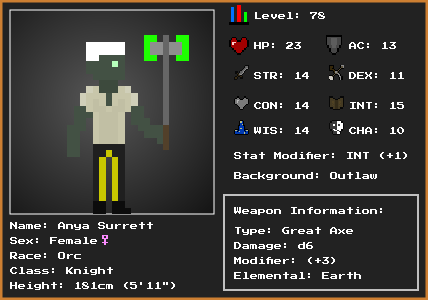 Level: 78
HP: 23 AC: 13
STR: 14 DEX: 11
CON: 14 INT: 15
WIS: 14 CHA: 10
Stat Modifier: INT (+1)
Background: Outlaw
Weapon Information:
Type: Great Axe
Damage: d6
Modifier: (+3)
Elemental: Earth
Name: Anya Surrett
Sex: Female♀
Race: Orc
Class: Knight
Height: 181cm (5'11")